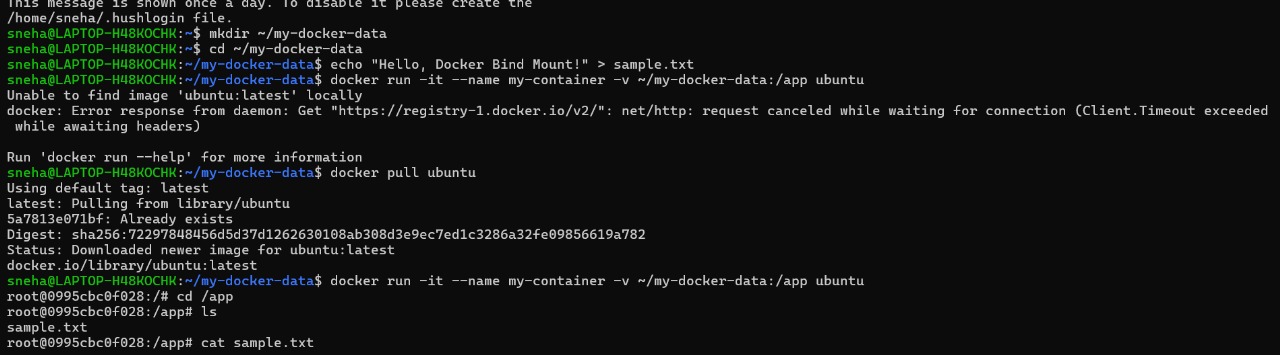 This message is shown once a day. To disable it please create the
/home/sneha/.hushlogin file.
sneha@LAPTOP-H48KOCHK:~$ mkdir ~/my-docker-data
sneha@LAPTOP-H48KOCHK:~$ cd ~/my-docker-data
sneha@LAPTOP-H48KOCHK:~/my-docker-data$ echo "Hello, Docker Bind Mount!" > sample.txt
sneha@LAPTOP-H48KOCHK:~/my-docker-data$ docker run -it --name my-container -v ~/my-docker-data:/app ubuntu
Unable to find image 'ubuntu:latest' locally
docker: Error response from daemon: Get "https://registry-1.docker.io/v2/": net/http: request canceled while waiting for connection (Client.Timeout exceeded
 while awaiting headers)

Run 'docker run --help' for more information
sneha@LAPTOP-H48KOCHK:~/my-docker-data$ docker pull ubuntu
Using default tag: latest
latest: Pulling from library/ubuntu
5a7813e071bf: Already exists
Digest: sha256:72297848456d5d37d1262630108ab308d3e9ec7ed1c3286a32fe09856619a782
Status: Downloaded newer image for ubuntu:latest
docker.io/library/ubuntu:latest
sneha@LAPTOP-H48KOCHK:~/my-docker-data$ docker run -it --name my-container -v ~/my-docker-data:/app ubuntu
root@0995cbc0f028:/# cd /app
root@0995cbc0f028:/app# ls
sample.txt
root@0995cbc0f028:/app# cat sample.txt